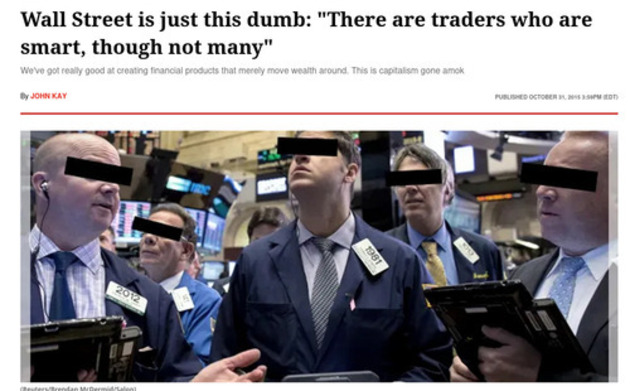 Wall Street is just this dumb: "There are traders who are
smart, though not many"
We've got really good at creating financial products that merely move wealth around. This is capitalism gone amok
By JOHN KAY
PUBLISHED OCTOBER 31, 2015 3:59PM (EDT)
2012
1981
(Reuters/Brendan McDermid/Salon)